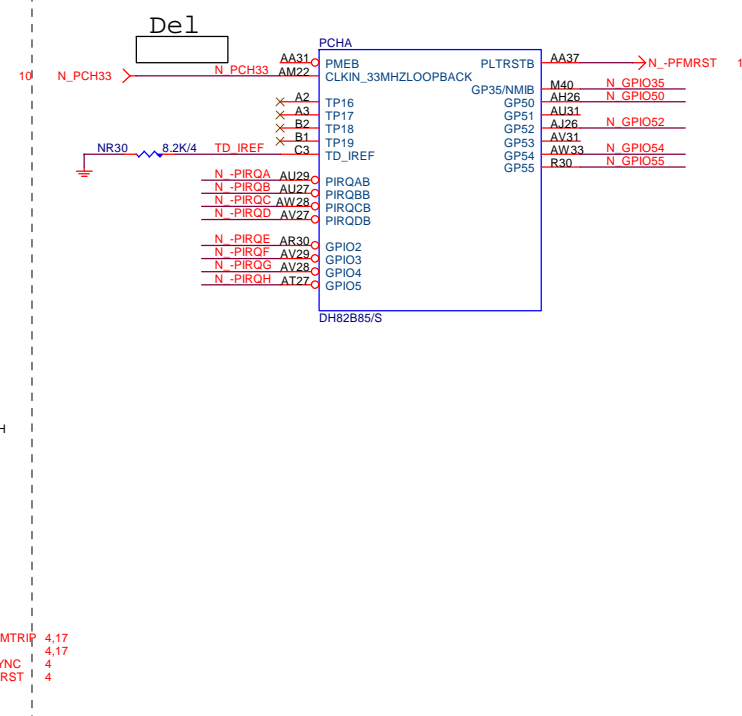 Del
PCHA
AA31 PMEB PLTRSTB AA37 N_-PFMRST 1
10 N_PCH33 N_PCH33 AM22 CLKIN_33MHZLOOPBACK
GP35/NMIB M40 N_GPIO35
A2 TP16 GP50 AH26 N_GPIO50
A3 TP17 GP51 AU31
B2 TP18 GP52 AJ26 N_GPIO52
B1 TP19 GP53 AV31
NR30 8.2K/4 TD_IREF C3 TD_IREF GP54 AW33 N_GPIO54
GP55 R30 N_GPIO55
N_-PIRQA AU29 PIRQAB
N_-PIRQB AU27 PIRQBB
N_-PIRQC AW28 PIRQCB
N_-PIRQD AV27 PIRQDB
N_-PIRQE AR30 GPIO2
N_-PIRQF AV29 GPIO3
N_-PIRQG AV28 GPIO4
N_-PIRQH AT27 GPIO5
DH82B85/S
H
MTRIP 4,17
4,17
YNC 4
RST 4